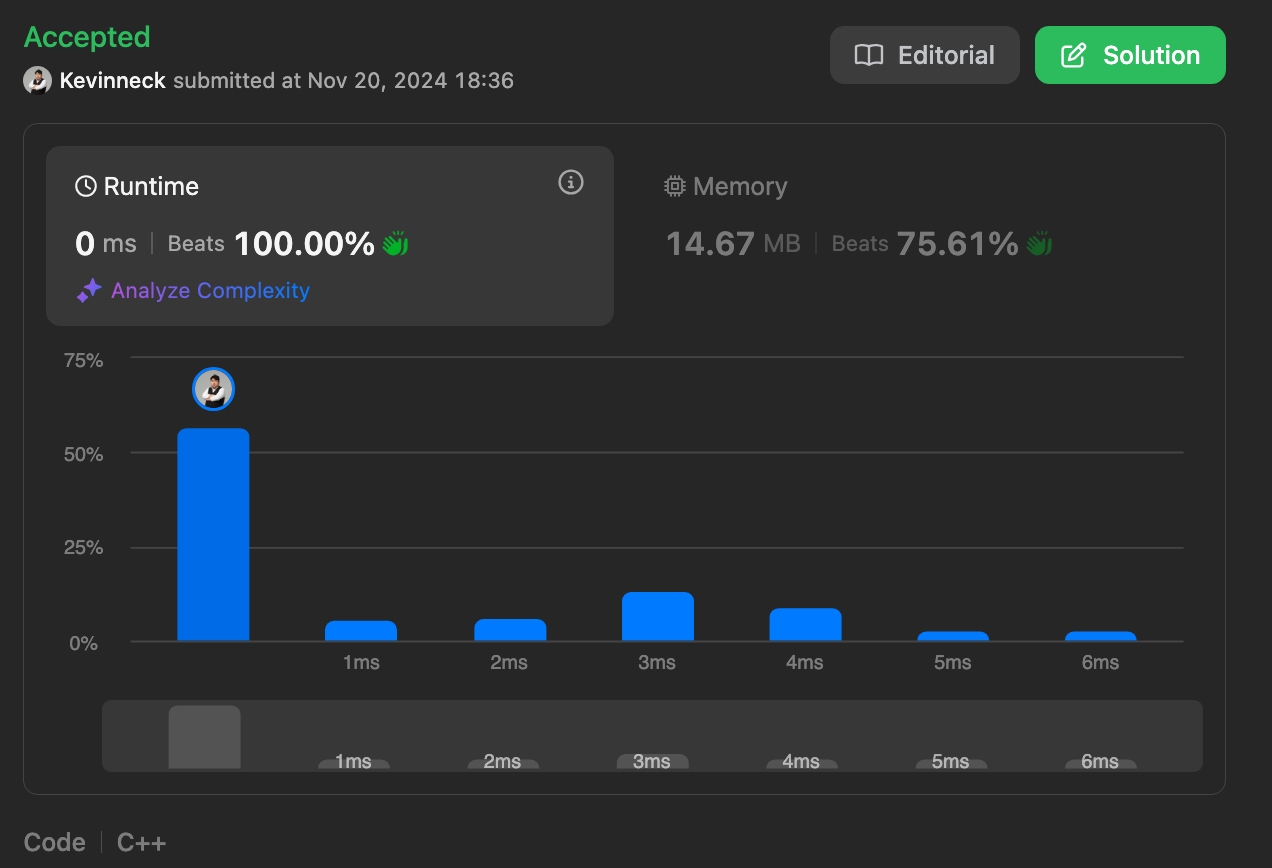 Accepted
Kevinneck submitted at Nov 20, 2024 18:36
Editorial
Solution
Runtime
0 ms | Beats 100.00%
Analyze Complexity
Memory
14.67 MB | Beats 75.61%
75%
50%
25%
0%
1ms 2ms 3ms 4ms 5ms 6ms
1ms 2ms 3ms 4ms 5ms 6ms
Code | C++